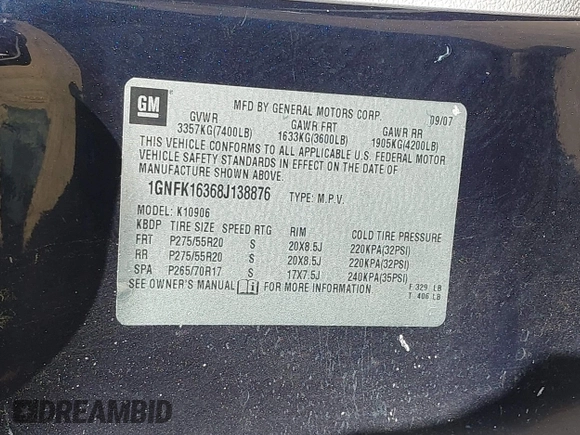 GM
MFD BY GENERAL MOTORS CORP. 09/07
GVWR GAWR FRT GAWR RR
3357KG(7400LB) 1633KG(3600LB) 1905KG(4200LB)
THIS VEHICLE CONFORMS TO ALL APPLICABLE U.S. FEDERAL MOTOR
VEHICLE SAFETY STANDARDS IN EFFECT ON THE DATE OF
MANUFACTURE SHOWN ABOVE.
1GNFK16368J138876 TYPE: M.P.V.
MODEL: K10906
KBDP TIRE SIZE SPEED RTG RIM COLD TIRE PRESSURE
FRT P275/55R20 S 20X8.5J 220KPA(32PSI)
RR P275/55R20 S 20X8.5J 220KPA(32PSI)
SPA P265/70R17 S 17X7.5J 240KPA(35PSI)
SEE OWNER'S MANUAL FOR MORE INFORMATION. F 329 LB
T 406 LB
DREAMBID